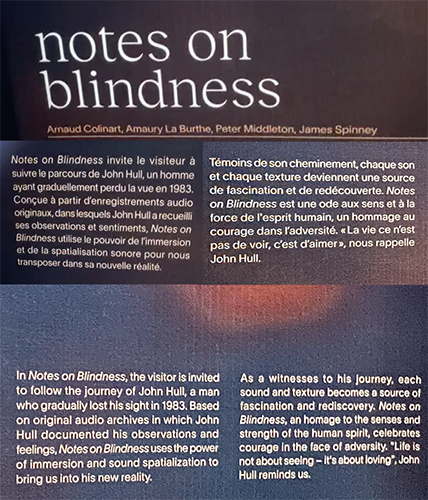 notes on
blindness
Arnaud Colinart, Amaury La Burthe, Peter Middleton, James Spinney
Notes on Blindness invite le visiteur à
suivre le parcours de John Hull, un homme
ayant graduellement perdu la vue en 1983.
Conçue à partir d'enregistrements audio
originaux, dans lesquels John Hull a recueilli
ses observations et sentiments, Notes on
Blindness utilise le pouvoir de l'immersion
et de la spatialisation sonore pour nous
transposer dans sa nouvelle réalité.
Témoins de son cheminement, chaque son
et chaque texture deviennent une source
de fascination et de redécouverte. Notes
on Blindness est une ode aux sens et à la
force de l'esprit humain, un hommage au
courage dans l'adversité. « La vie ce n'est
pas de voir, c'est d'aimer », nous rappelle
John Hull.
In Notes on Blindness, the visitor is invited
to follow the journey of John Hull, a man
who gradually lost his sight in 1983. Based
on original audio archives in which John
Hull documented his observations and
feelings, Notes on Blindness uses the power
of immersion and sound spatialization to
bring us into his new reality.
As a witnesses to his journey, each
sound and texture becomes a source of
fascination and rediscovery. Notes on
Blindness, an homage to the senses and
strength of the human spirit, celebrates
courage in the face of adversity. "Life is
not about seeing – it's about loving", John
Hull reminds us.